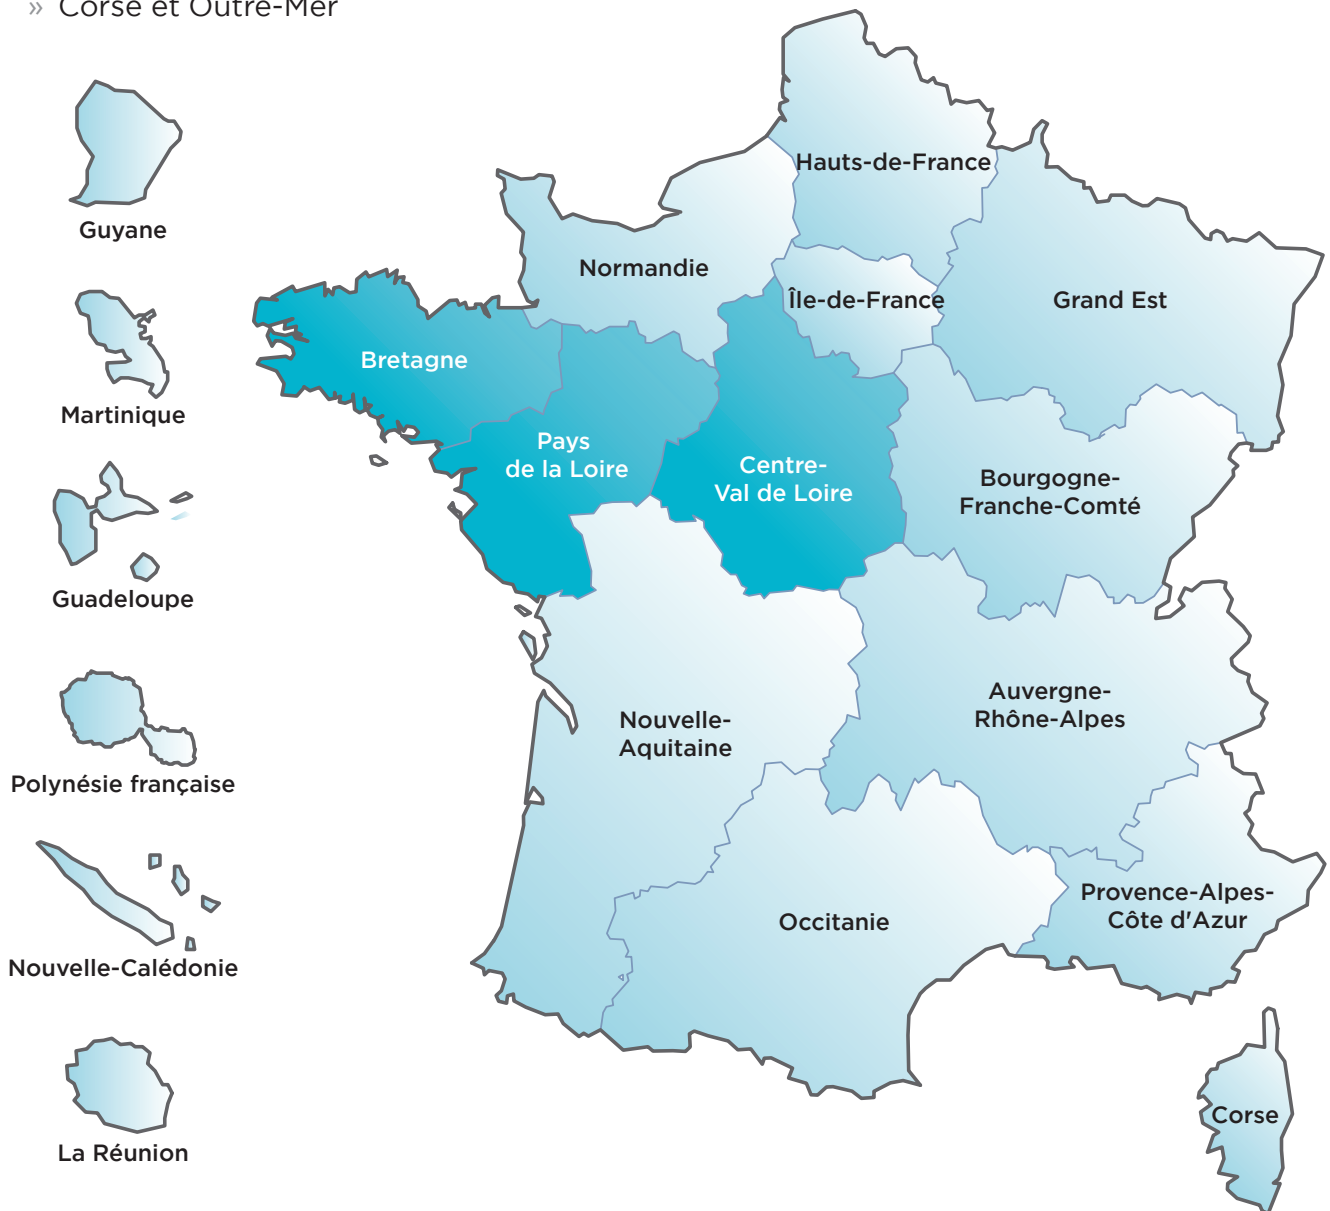 » Corse et Outre-Mer
Guyane
Martinique
Guadeloupe
Polynésie française
Nouvelle-Calédonie
La Réunion
Hauts-de-France
Normandie
Île-de-France
Grand Est
Bretagne
Pays
de la Loire
Centre-
Val de Loire
Bourgogne-
Franche-Comté
Auvergne-
Rhône-Alpes
Nouvelle-
Aquitaine
Occitanie
Provence-Alpes-
Côte d'Azur
Corse